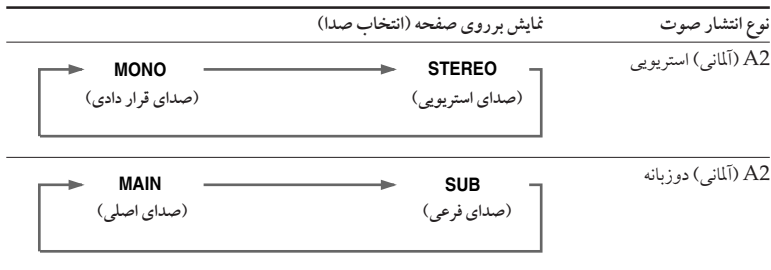 نوع انتشار صوت نمایش برروی صفحه (انتخاب صدا)
A2 (آلمانی) استریویی
MONO STEREO
(صدای قرار دادی) (صدای استریویی)
A2 (آلمانی) دوزبانه
MAIN SUB
(صدای اصلی) (صدای فرعی)